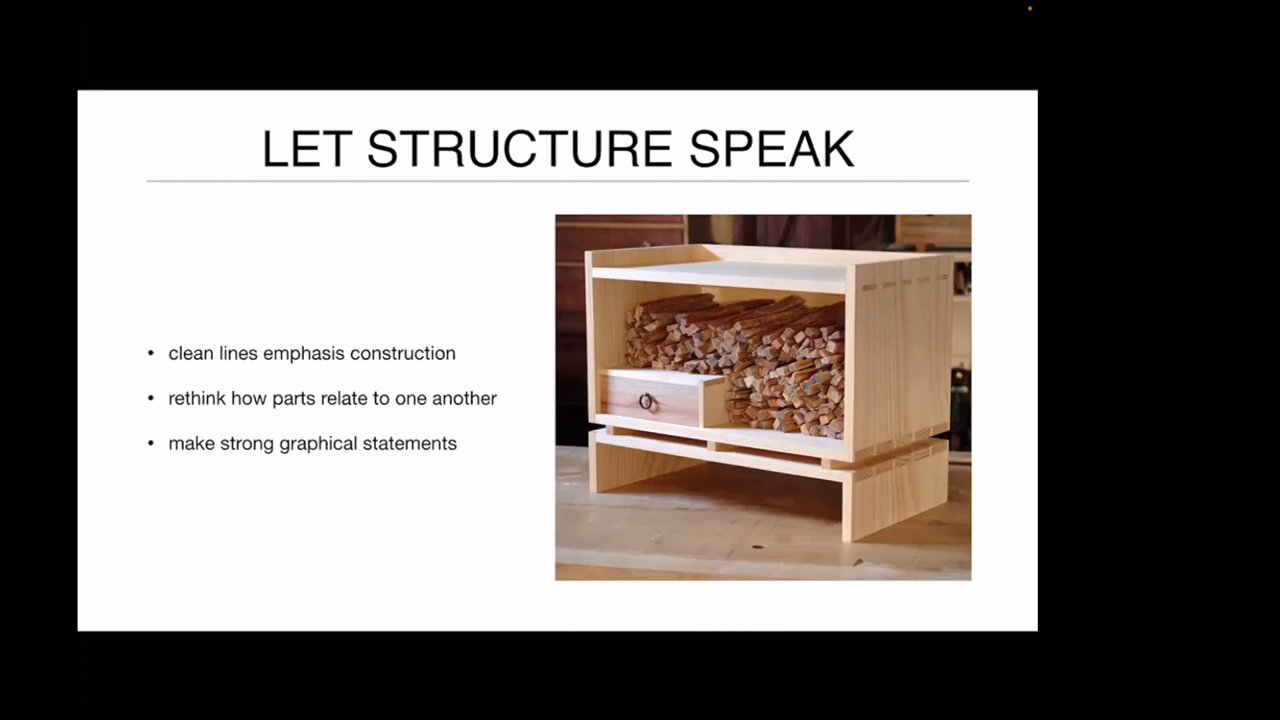 LET STRUCTURE SPEAK
• clean lines emphasis construction
• rethink how parts relate to one another
• make strong graphical statements